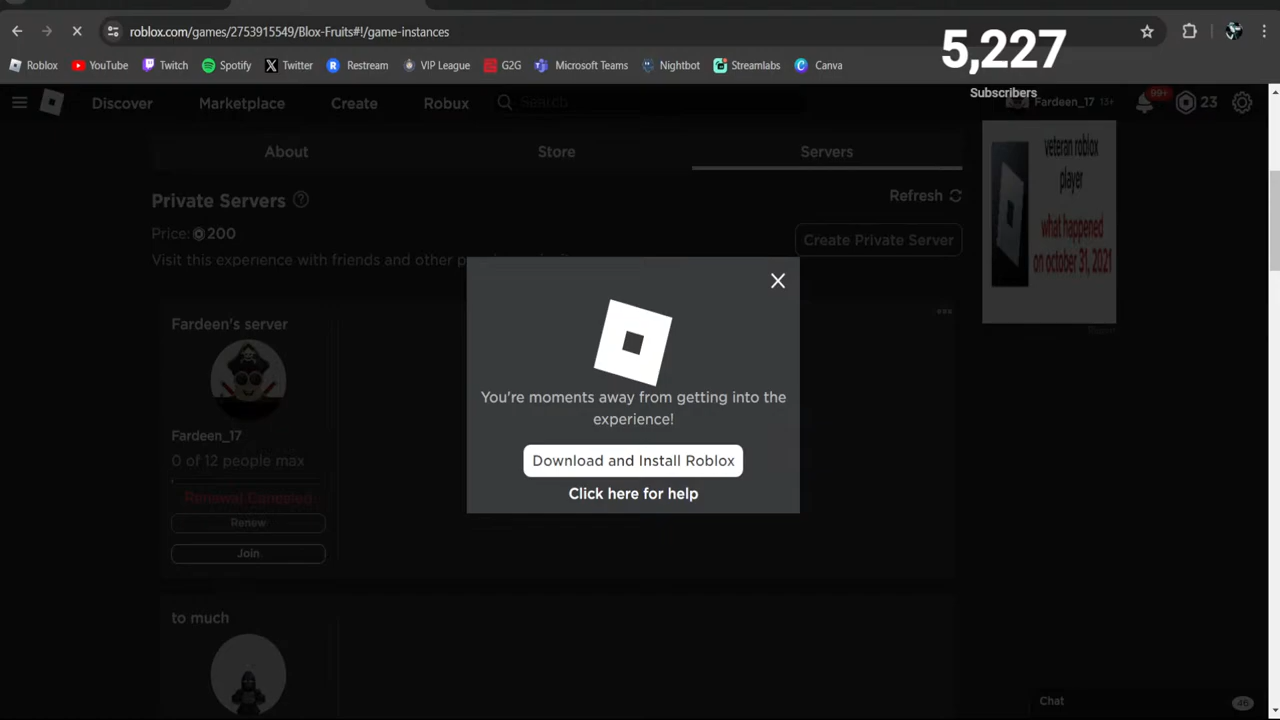 roblox.com/games/2753915549/Blox-Fruits#!/game-instances
5,227
Subscribers
Roblox YouTube Twitch Spotify Twitter Restream VIP League G2G Microsoft Teams Nightbot Streamlabs Canva
Discover Marketplace Create Robux Search Fardeen_17 13+ 99+ 23
About Store Servers
Private Servers ?
Refresh
Price: 200
Create Private Server
Visit this experience with friends and other
veteran roblox
player
what happened
on october 31, 2021
Fardeen's server
Fardeen_17
0 of 12 people max
Renewal Canceled
Renew
Join
You're moments away from getting into the
experience!
Download and Install Roblox
Click here for help
to much
Chat 46